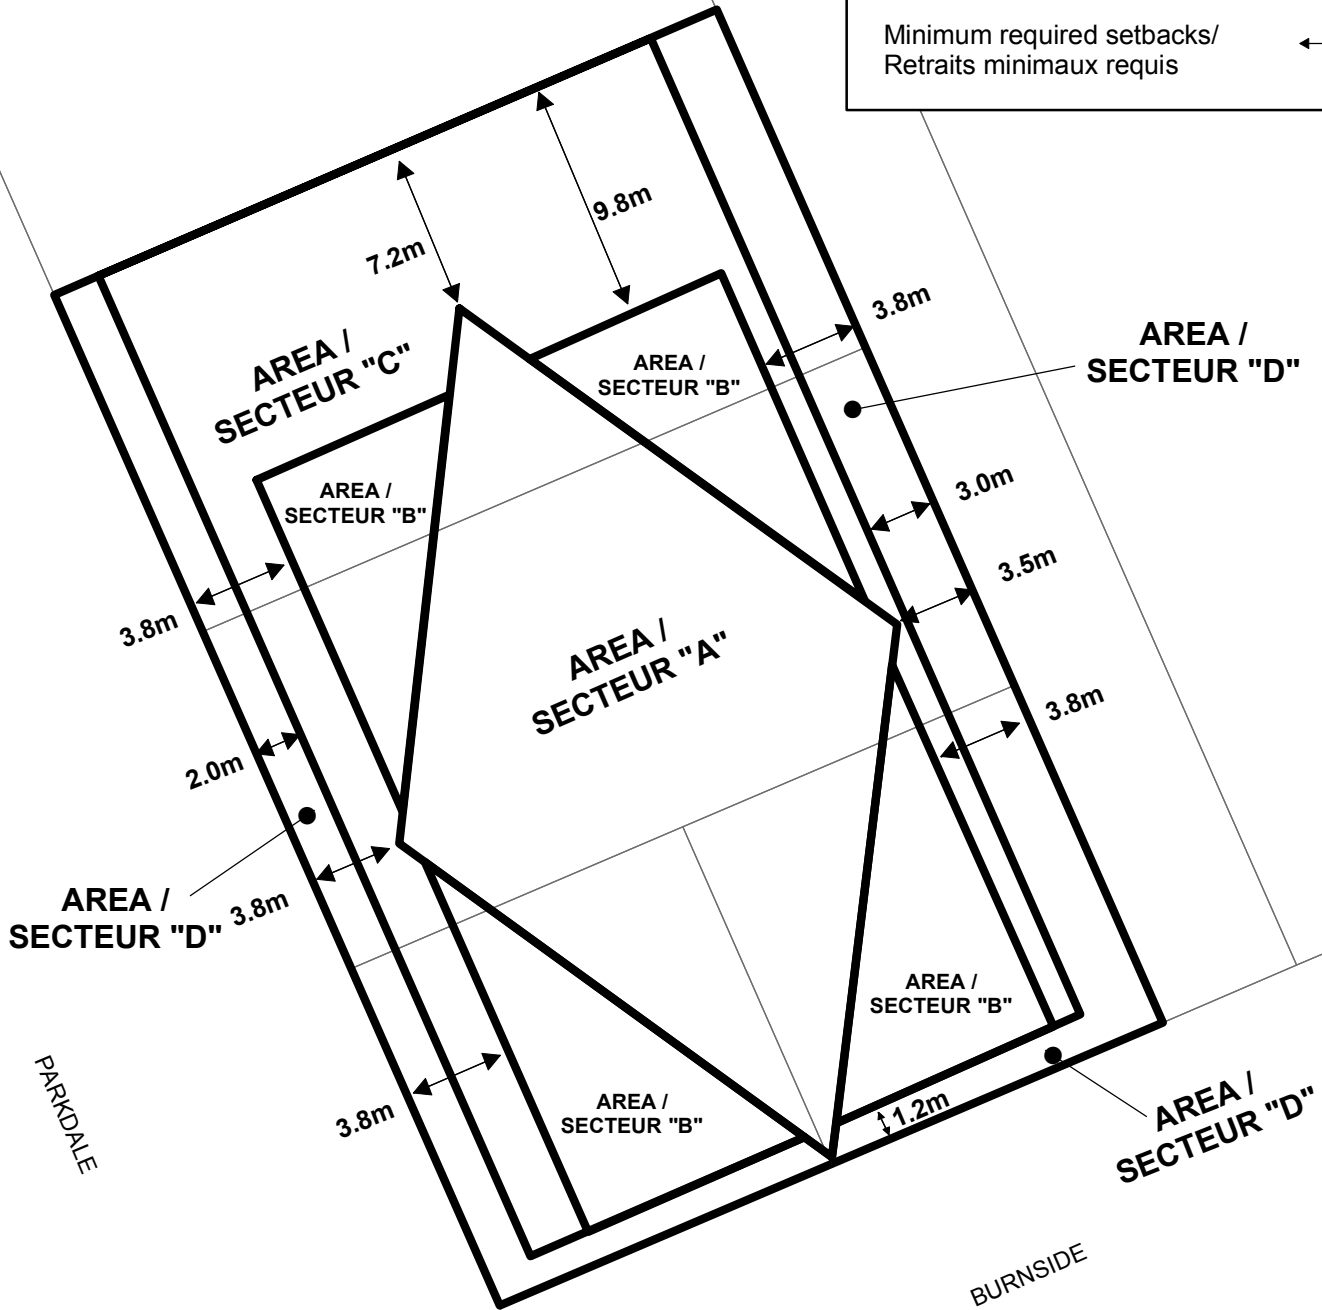 Minimum required setbacks/
Retraits minimaux requis
9.8m
7.2m
3.8m
AREA /
SECTEUR "D"
AREA /
SECTEUR "C"
AREA /
SECTEUR "B"
AREA /
SECTEUR "B"
3.0m
3.5m
3.8m
AREA /
SECTEUR "A"
3.8m
2.0m
AREA /
SECTEUR "D"
3.8m
AREA /
SECTEUR "B"
AREA /
SECTEUR "B"
3.8m
1.2m
AREA /
SECTEUR "D"
PARKDALE
BURNSIDE